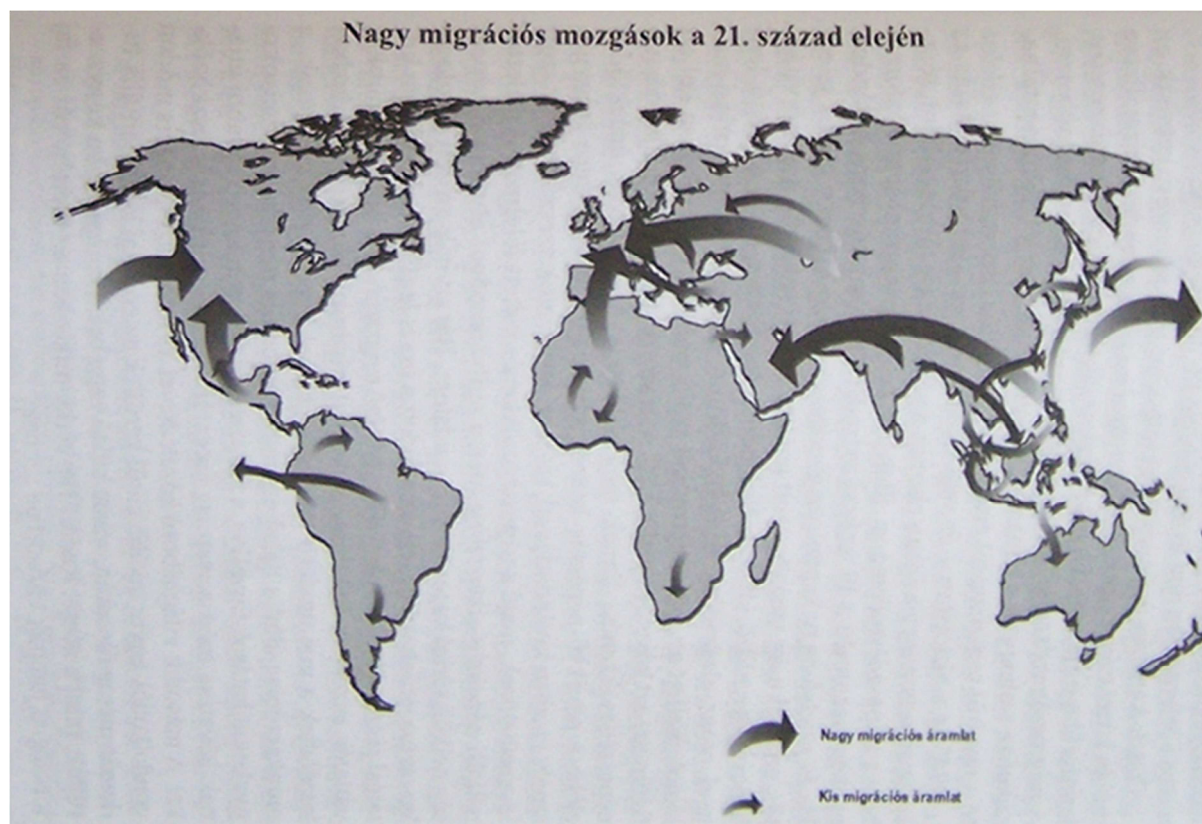 Nagy migrációs mozgások a 21. század elején
Nagy migrációs áramlat
Kis migrációs áramlat